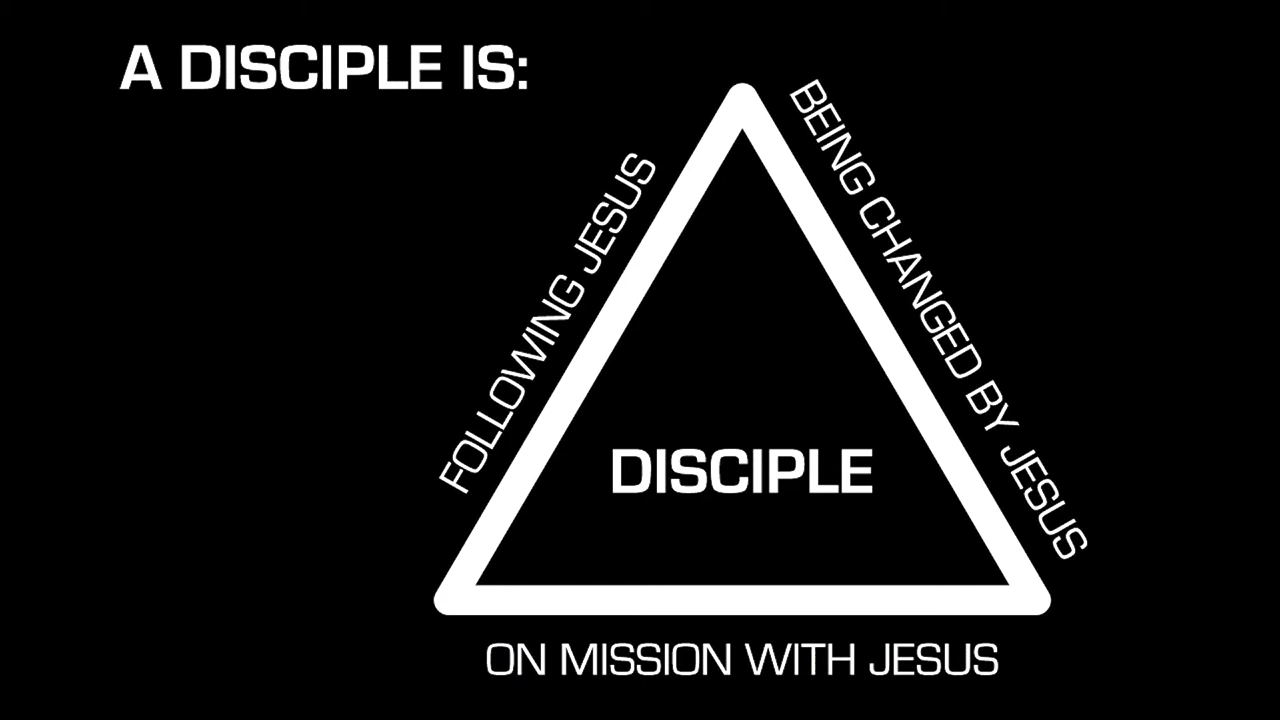 A DISCIPLE IS:
FOLLOWING JESUS
BEING CHANGED BY JESUS
DISCIPLE
ON MISSION WITH JESUS